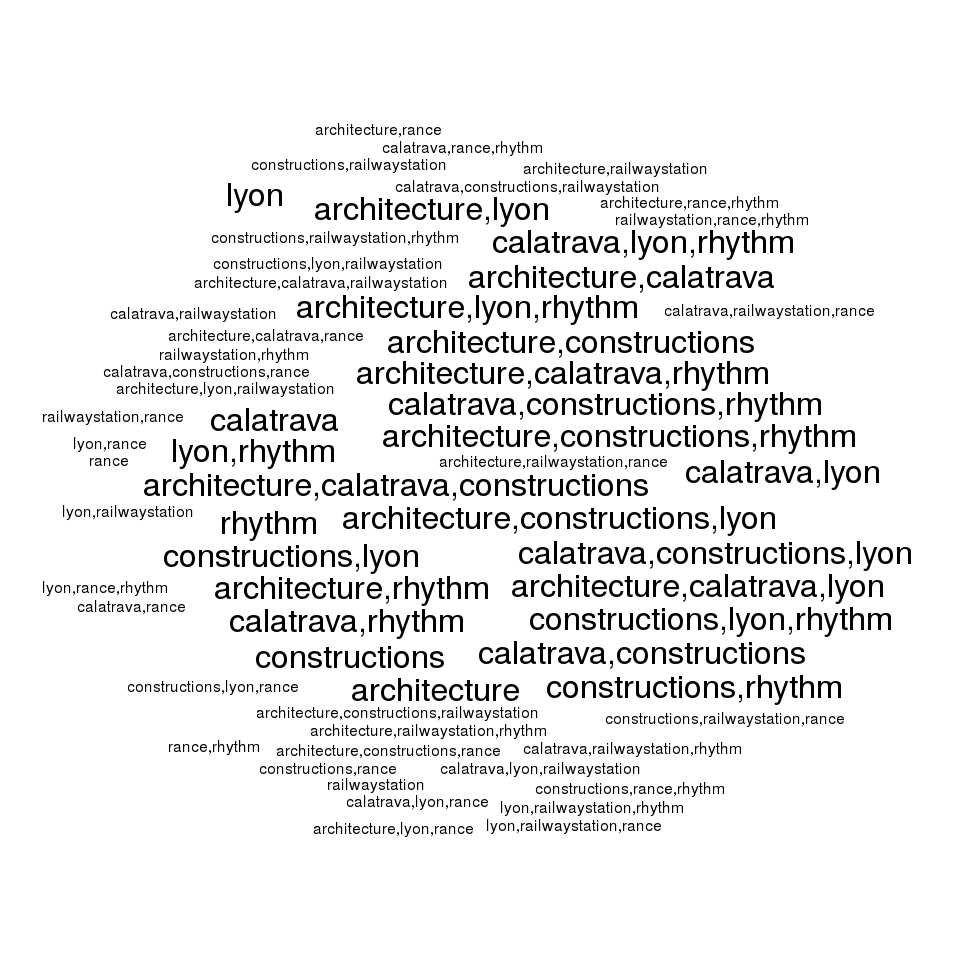 architecture,rance
calatrava,rance,rhythm
constructions,railwaystation
architecture,railwaystation
calatrava,constructions,railwaystation
lyon
architecture,lyon
architecture,rance,rhythm
railwaystation,rance,rhythm
constructions,railwaystation,rhythm
calatrava,lyon,rhythm
constructions,lyon,railwaystation
architecture,calatrava,railwaystation
architecture,calatrava
architecture,lyon,rhythm
calatrava,railwaystation
calatrava,railwaystation,rance
architecture,calatrava,rance
architecture,constructions
railwaystation,rhythm
calatrava,constructions,rance
architecture,calatrava,rhythm
architecture,lyon,railwaystation
calatrava,constructions,rhythm
railwaystation,rance
calatrava
architecture,constructions,rhythm
lyon,rance
lyon,rhythm
rance
architecture,railwaystation,rance
calatrava,lyon
architecture,calatrava,constructions
lyon,railwaystation
rhythm
architecture,constructions,lyon
constructions,lyon
calatrava,constructions,lyon
lyon,rance,rhythm
architecture,rhythm
architecture,calatrava,lyon
calatrava,rance
calatrava,rhythm
constructions,lyon,rhythm
constructions
calatrava,constructions
constructions,lyon,rance
architecture
constructions,rhythm
architecture,constructions,railwaystation
constructions,railwaystation,rance
architecture,railwaystation,rhythm
rance,rhythm
architecture,constructions,rance
calatrava,railwaystation,rhythm
constructions,rance
calatrava,lyon,railwaystation
railwaystation
constructions,rance,rhythm
calatrava,lyon,rance
lyon,railwaystation,rhythm
architecture,lyon,rance
lyon,railwaystation,rance